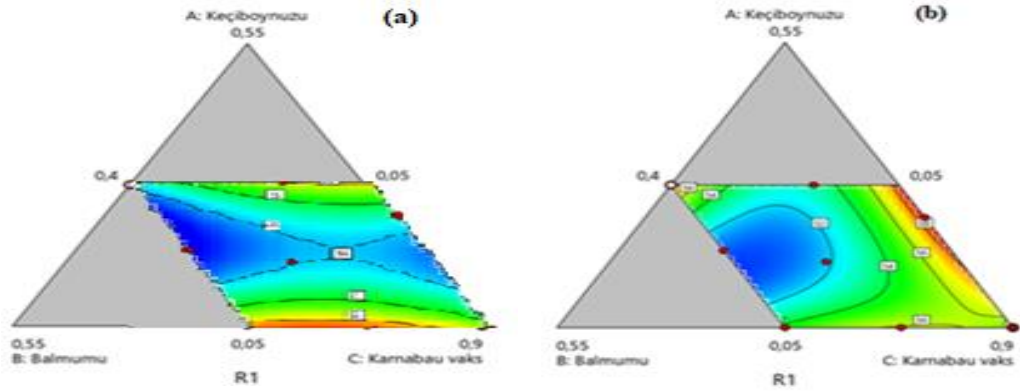 (a)
A: Keçiboynuzu
0,55
0,4
0,05
0,55
0,05
0,9
B: Balmumu
C: Karnabau vaks
R1
(b)
A: Keçiboynuzu
0,55
0,4
0,05
0,55
0,05
0,9
B: Balmumu
C: Karnabau vaks
R1